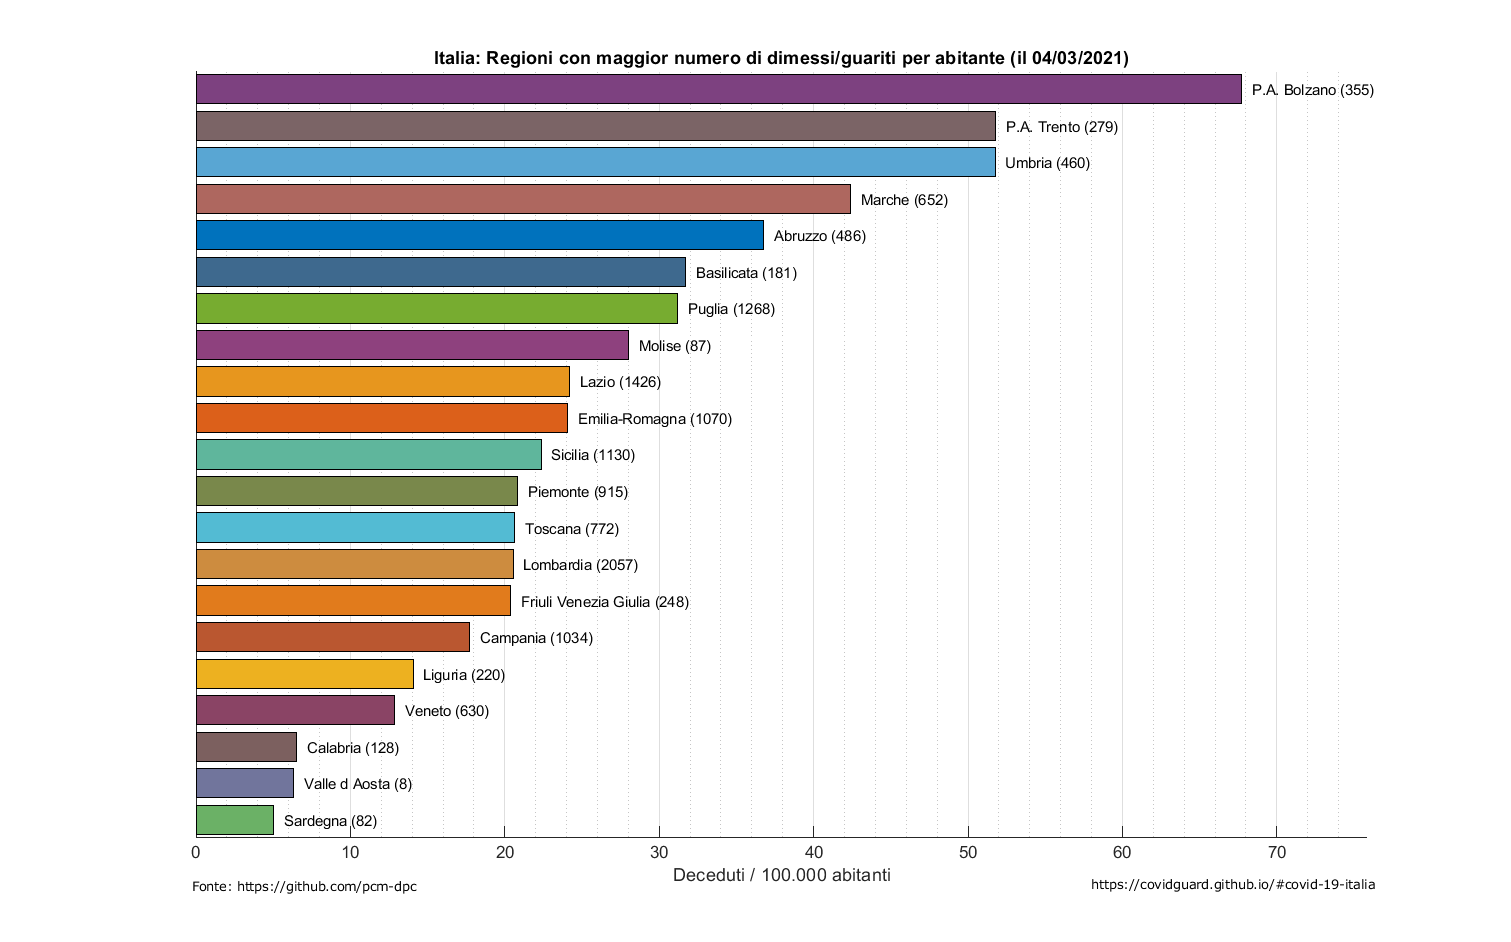 Italia: Regioni con maggior numero di dimessi/guariti per abitante (il 04/03/2021)
P.A. Bolzano (355)
P.A. Trento (279)
Umbria (460)
Marche (652)
Abruzzo (486)
Basilicata (181)
Puglia (1268)
Molise (87)
Lazio (1426)
Emilia-Romagna (1070)
Sicilia (1130)
Piemonte (915)
Toscana (772)
Lombardia (2057)
Friuli Venezia Giulia (248)
Campania (1034)
Liguria (220)
Veneto (630)
Calabria (128)
Valle d Aosta (8)
Sardegna (82)
0 10 20 30 40 50 60 70
Deceduti / 100.000 abitanti
Fonte: https://github.com/pcm-dpc
https://covidguard.github.io/#covid-19-italia